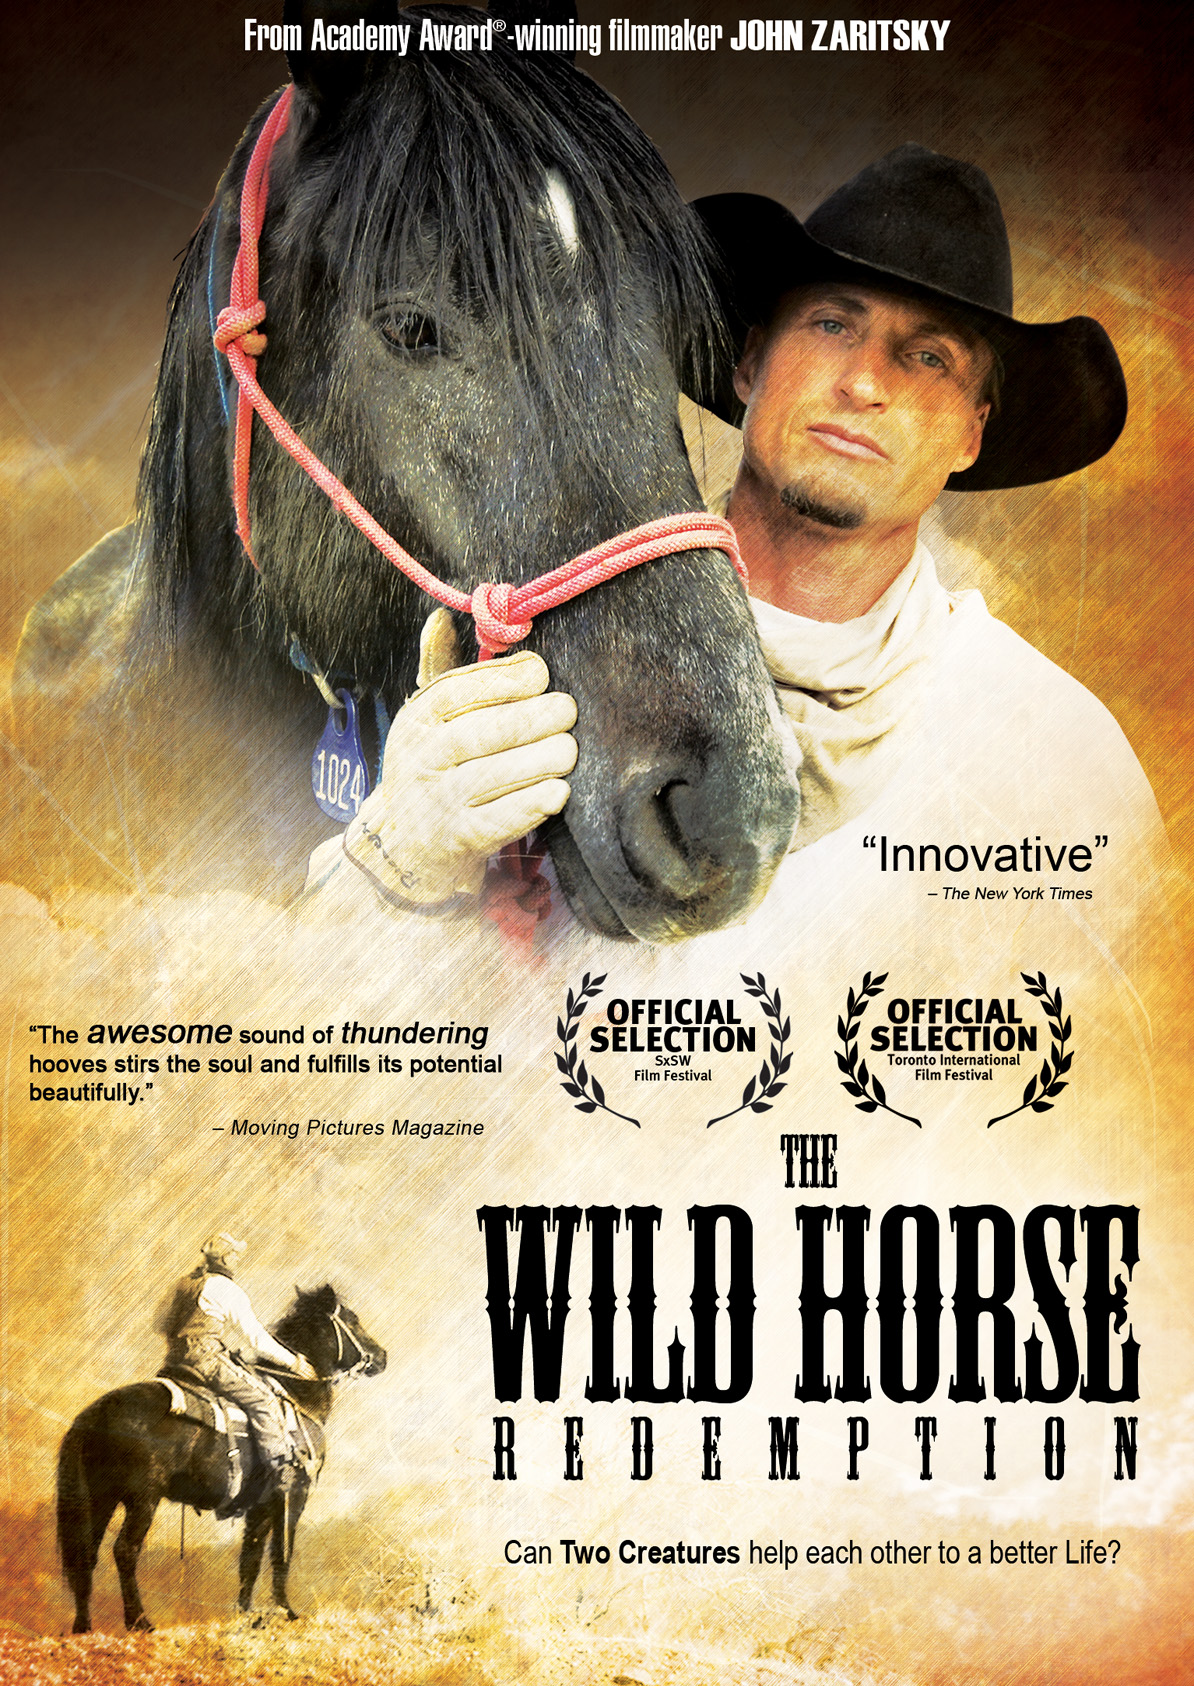 From Academy Award®-winning filmmaker JOHN ZARITSKY
1024
“Innovative”
– The New York Times
“The awesome sound of thundering
hooves stirs the soul and fulfills its potential
beautifully.”
– Moving Pictures Magazine
OFFICIAL
SELECTION
SxSW
Film Festival
OFFICIAL
SELECTION
Toronto International
Film Festival
THE
WILD HORSE
REDEMPTION
Can Two Creatures help each other to a better Life?